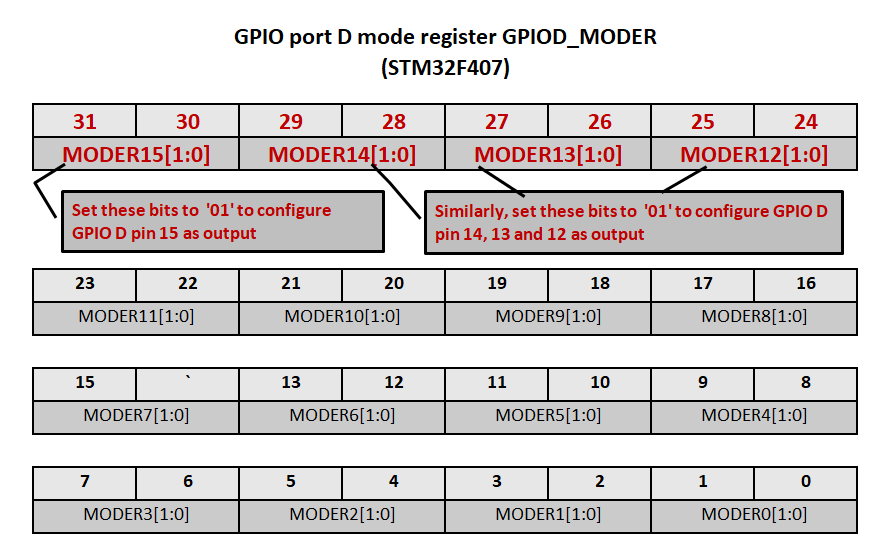 GPIO port D mode register GPIOD_MODER
(STM32F407)
31 30 29 28 27 26 25 24
MODER15[1:0] MODER14[1:0] MODER13[1:0] MODER12[1:0]
Set these bits to '01' to configure
GPIO D pin 15 as output
Similarly, set these bits to '01' to configure GPIO D
pin 14, 13 and 12 as output
23 22 21 20 19 18 17 16
MODER11[1:0] MODER10[1:0] MODER9[1:0] MODER8[1:0]
15 ` 13 12 11 10 9 8
MODER7[1:0] MODER6[1:0] MODER5[1:0] MODER4[1:0]
7 6 5 4 3 2 1 0
MODER3[1:0] MODER2[1:0] MODER1[1:0] MODER0[1:0]